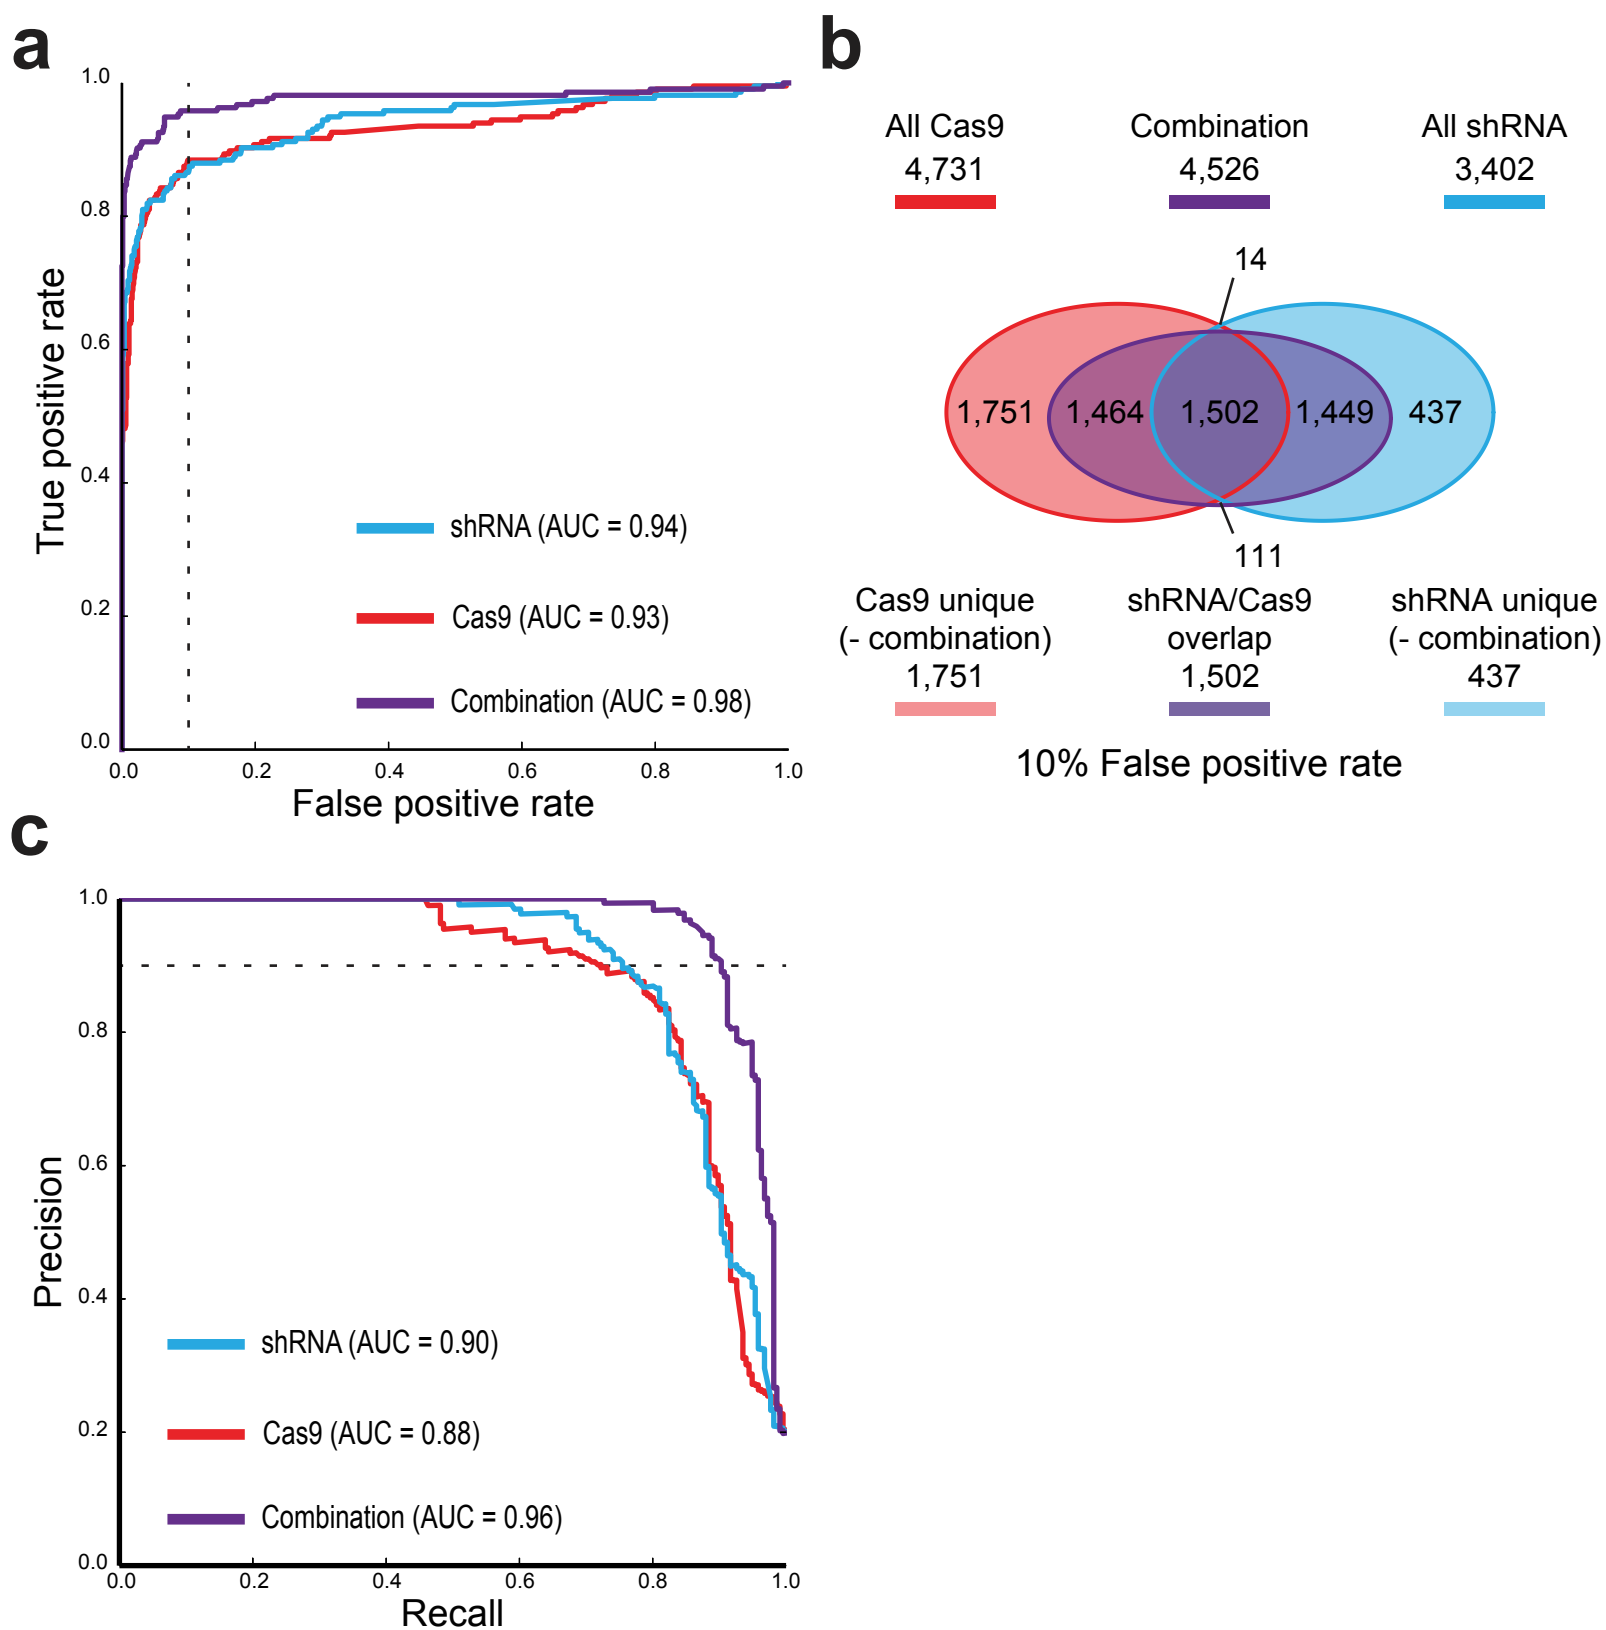 a
1.0
0.8
0.6
0.4
0.2
0.0
True positive rate
shRNA (AUC = 0.94)
Cas9 (AUC = 0.93)
Combination (AUC = 0.98)
0.0 0.2 0.4 0.6 0.8 1.0
False positive rate
b
All Cas9 Combination All shRNA
4,731 4,526 3,402
14
1,751 1,464 1,502 1,449 437
111
Cas9 unique shRNA/Cas9 shRNA unique
(- combination) overlap (- combination)
1,751 1,502 437
10% False positive rate
c
1.0
0.8
0.6
0.4
0.2
0.0
Precision
shRNA (AUC = 0.90)
Cas9 (AUC = 0.88)
Combination (AUC = 0.96)
0.0 0.2 0.4 0.6 0.8 1.0
Recall